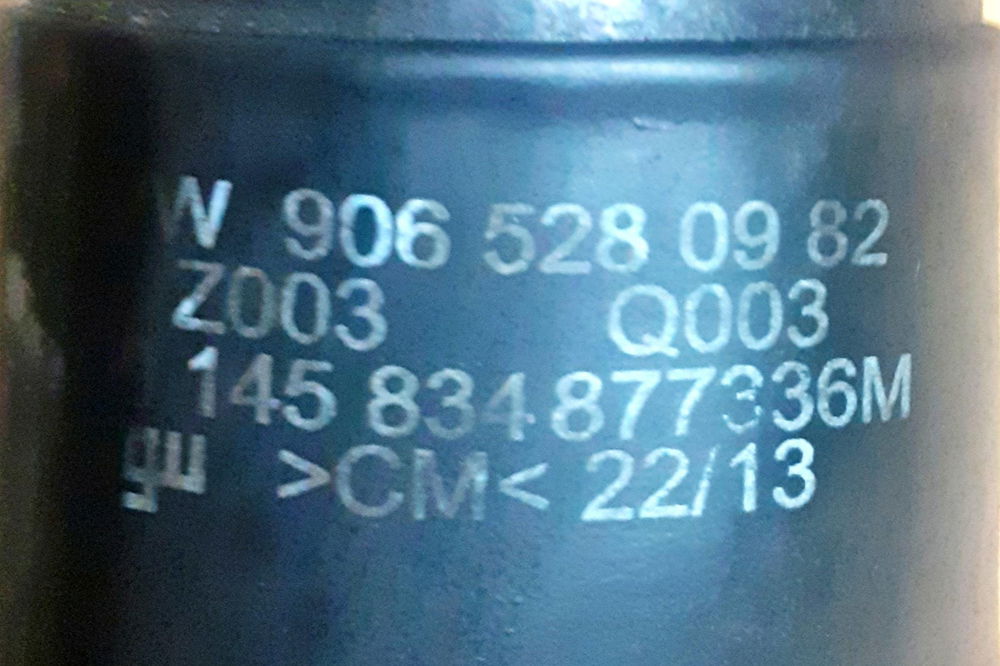 W 906 528 09 82
Z003 Q003
145 834 877336M
>CM< 22/13